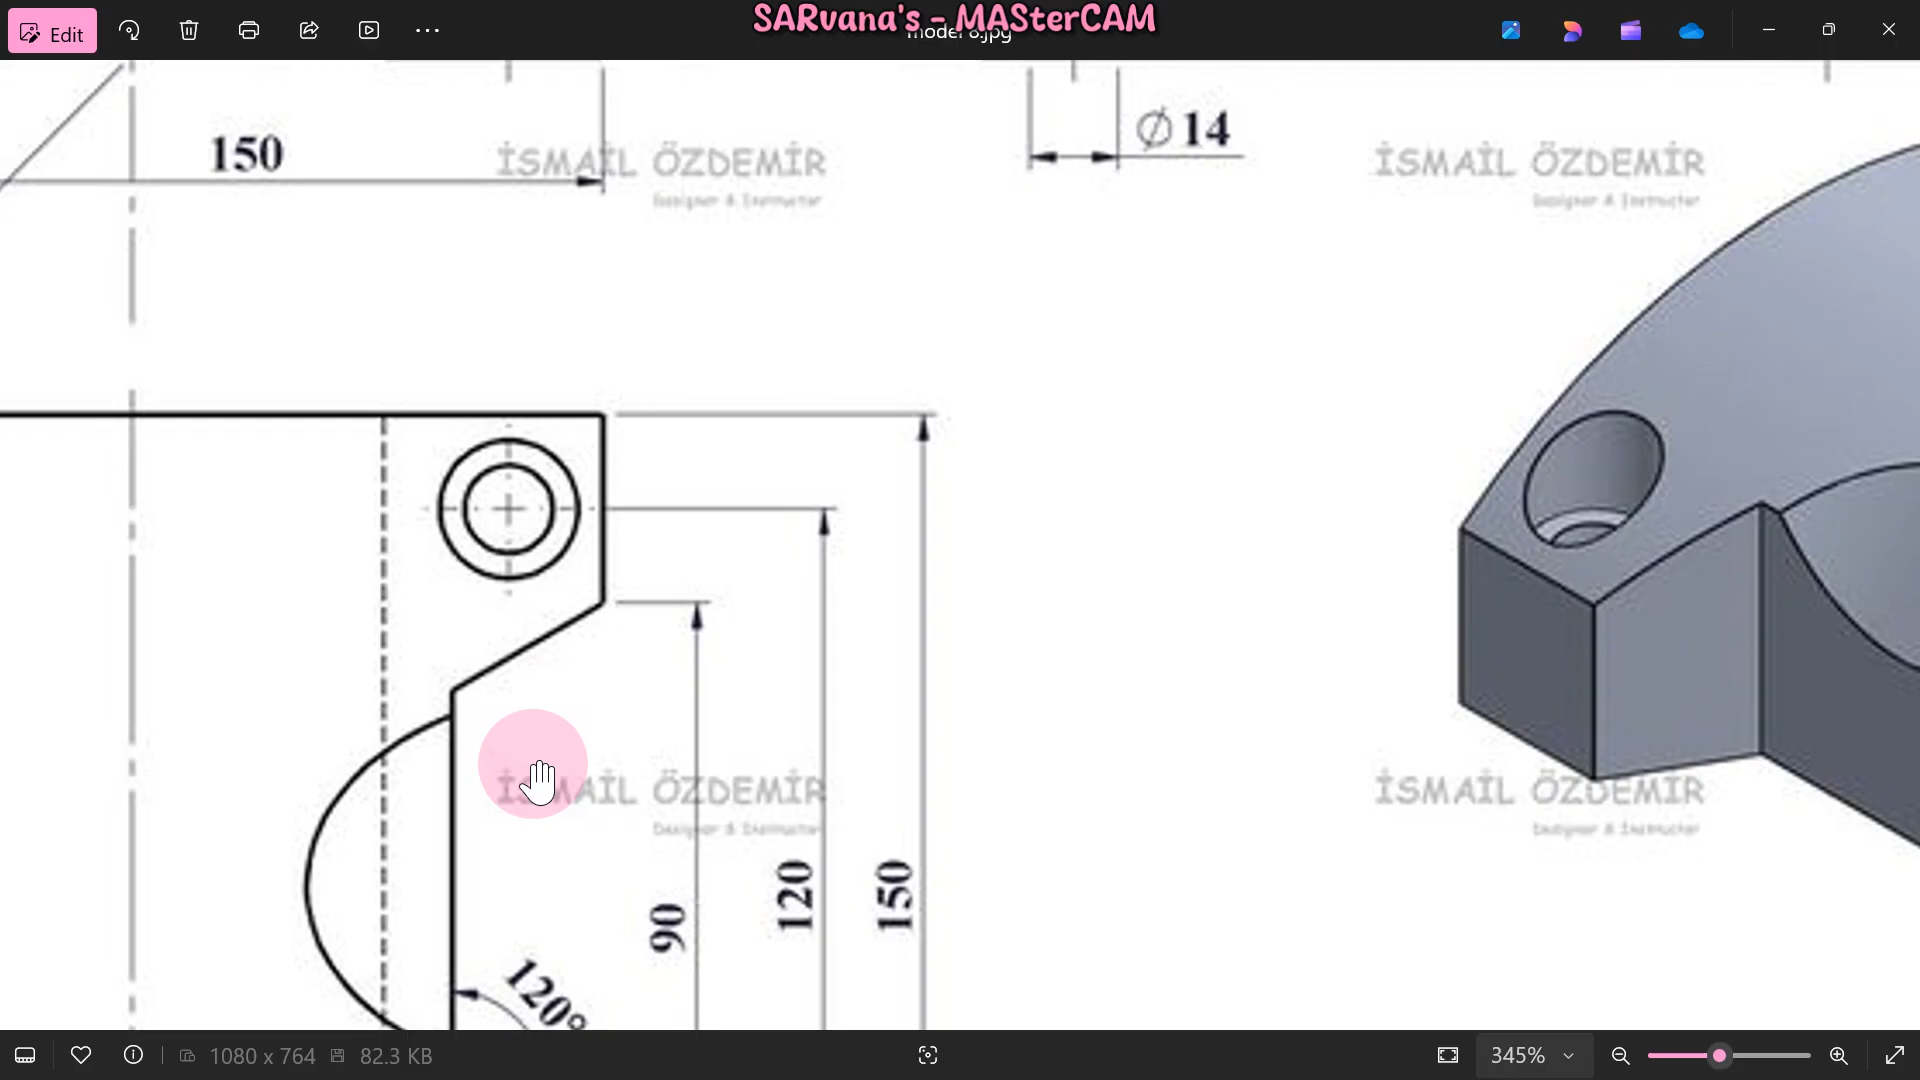 Edit
SARvana's - MASterCAM
model 8.jpg
150
Ø 14
İSMAİL ÖZDEMİR
Designer & Instructor
İSMAİL ÖZDEMİR
Designer & Instructor
90
120
150
120°
İSMAİL ÖZDEMİR
Designer & Instructor
İSMAİL ÖZDEMİR
Designer & Instructor
1080 x 764
82.3 KB
345%